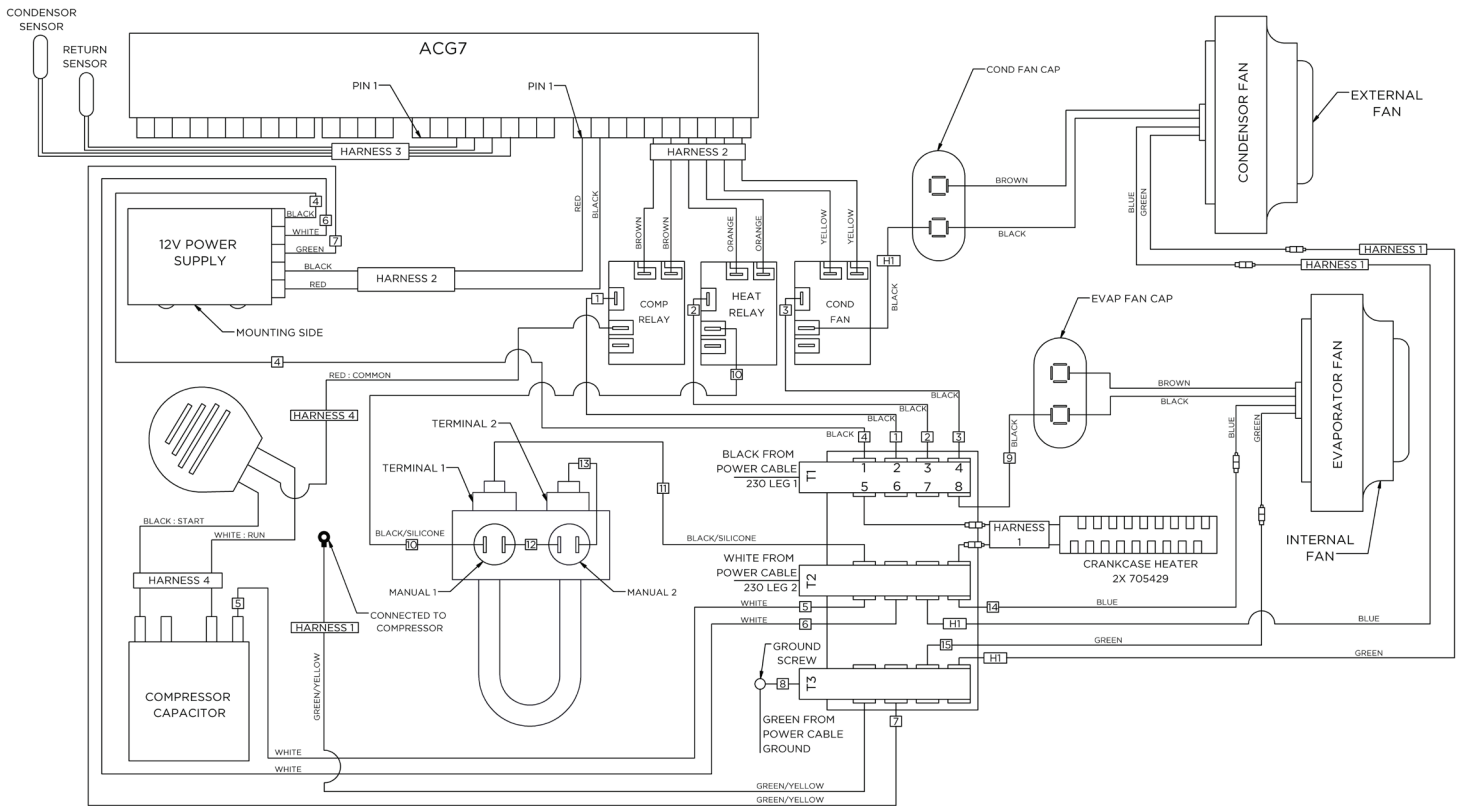 CONDENSOR
SENSOR
RETURN
SENSOR
ACG7
PIN 1
PIN 1
HARNESS 3
HARNESS 2
COND FAN CAP
CONDENSOR FAN
EXTERNAL
FAN
BROWN
BLACK
BLUE
GREEN
HARNESS 1
HARNESS 1
4
BLACK
6
WHITE
7
GREEN
BLACK
HARNESS 2
RED
12V POWER
SUPPLY
MOUNTING SIDE
RED
BLACK
BROWN
BROWN
ORANGE
ORANGE
YELLOW
YELLOW
H1
BLACK
1
COMP
RELAY
2
HEAT
RELAY
3
COND
FAN
10
EVAP FAN CAP
BROWN
BLACK
BLUE
GREEN
EVAPORATOR FAN
INTERNAL
FAN
4
RED : COMMON
HARNESS 4
BLACK
BLACK
BLACK
BLACK
4
1
2
3
BLACK
9
TERMINAL 2
TERMINAL 1
13
11
BLACK FROM
POWER CABLE
230 LEG 1
T1
1
2
3
4
5
6
7
8
BLACK : START
WHITE : RUN
HARNESS 4
5
BLACK/SILICONE
10
12
MANUAL 1
MANUAL 2
BLACK/SILICONE
HARNESS
1
CRANKCASE HEATER
2X 705429
WHITE FROM
POWER CABLE
230 LEG 2
T2
WHITE
5
WHITE
6
14
BLUE
H1
BLUE
15
GREEN
H1
GREEN
CONNECTED TO
COMPRESSOR
HARNESS 1
GREEN/YELLOW
COMPRESSOR
CAPACITOR
GROUND
SCREW
8
T3
7
GREEN FROM
POWER CABLE
GROUND
WHITE
WHITE
GREEN/YELLOW
GREEN/YELLOW